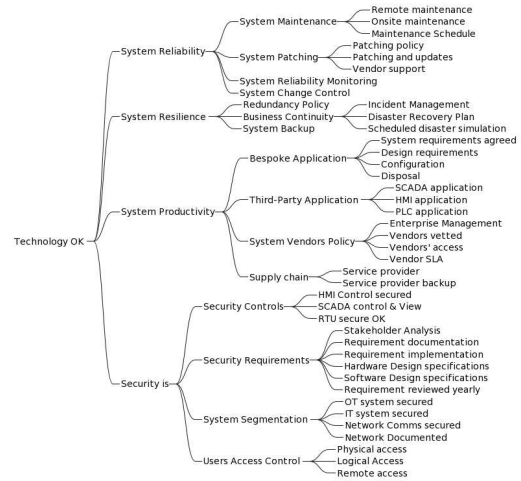 Technology OK
System Reliability
System Maintenance
Remote maintenance
Onsite maintenance
Maintenance Schedule
System Patching
Patching policy
Patching and updates
Vendor support
System Reliability Monitoring
System Change Control
System Resilience
Redundancy Policy
Business Continuity
Incident Management
Disaster Recovery Plan
Scheduled disaster simulation
System Backup
System Productivity
Bespoke Application
System requirements agreed
Design requirements
Configuration
Disposal
Third-Party Application
SCADA application
HMI application
PLC application
System Vendors Policy
Enterprise Management
Vendors vetted
Vendors' access
Vendor SLA
Supply chain
Service provider
Service provider backup
Security is
Security Controls
HMI Control secured
SCADA control & View
RTU secure OK
Security Requirements
Stakeholder Analysis
Requirement documentation
Requirement implementation
Hardware Design specifications
Software Design specifications
Requirement reviewed yearly
System Segmentation
OT system secured
IT system secured
Network Comms secured
Network Documented
Users Access Control
Physical access
Logical Access
Remote access